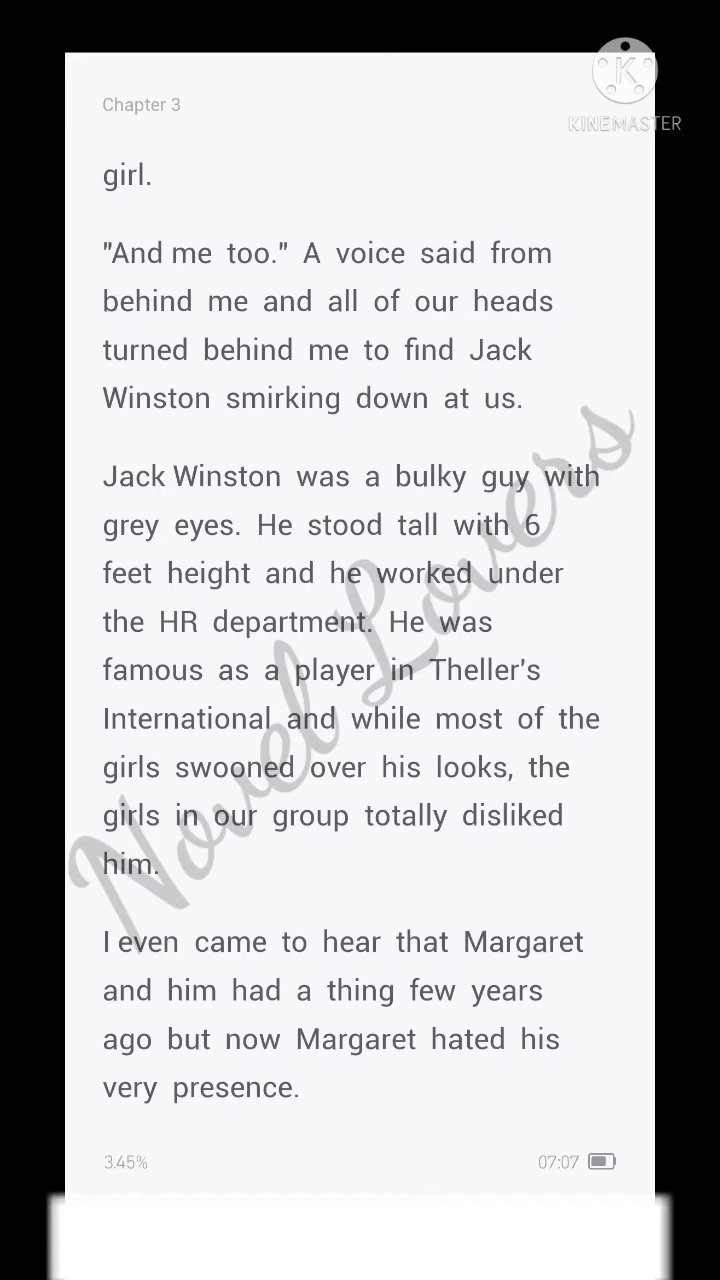 KINEMASTER
Chapter 3
girl.
"And me too." A voice said from
behind me and all of our heads
turned behind me to find Jack
Winston smirking down at us.
Jack Winston was a bulky guy with
grey eyes. He stood tall with 6
feet height and he worked under
the HR department. He was
famous as a player in Theller's
International and while most of the
girls swooned over his looks, the
girls in our group totally disliked
him.
I even came to hear that Margaret
and him had a thing few years
ago but now Margaret hated his
very presence.
Novel Lovers
3.45%
07:07